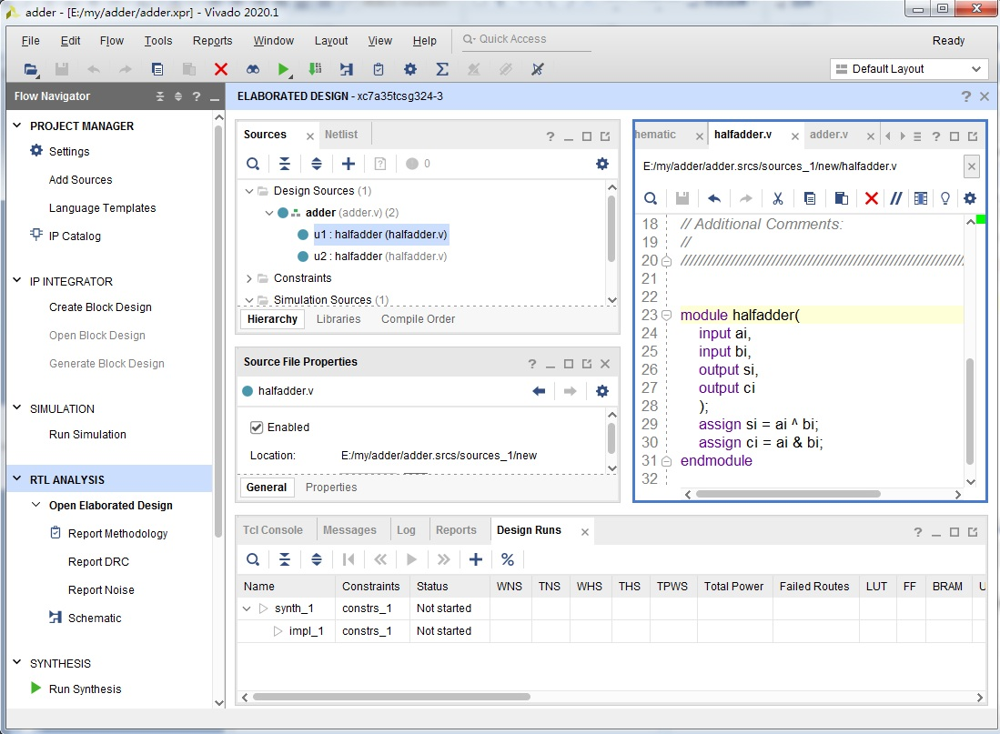 adder - [E:/my/adder/adder.xpr] - Vivado 2020.1
File Edit Flow Tools Reports Window Layout View Help Quick Access Ready
Default Layout
Flow Navigator
PROJECT MANAGER
Settings
Add Sources
Language Templates
IP Catalog
IP INTEGRATOR
Create Block Design
Open Block Design
Generate Block Design
SIMULATION
Run Simulation
RTL ANALYSIS
Open Elaborated Design
Report Methodology
Report DRC
Report Noise
Schematic
SYNTHESIS
Run Synthesis
ELABORATED DESIGN - xc7a35tcsg324-3
Sources Netlist
0
Design Sources (1)
adder (adder.v) (2)
u1 : halfadder (halfadder.v)
u2 : halfadder (halfadder.v)
Constraints
Simulation Sources (1)
Hierarchy Libraries Compile Order
Source File Properties
halfadder.v
Enabled
Location: E:/my/adder/adder.srcs/sources_1/new
General Properties
hematic halfadder.v adder.v
E:/my/adder/adder.srcs/sources_1/new/halfadder.v
18 // Additional Comments:
19 //
20 //////////////////////////////////////////////////////////////
21
22
23 module halfadder(
24 input ai,
25 input bi,
26 output si,
27 output ci
28 );
29 assign si = ai ^ bi;
30 assign ci = ai & bi;
31 endmodule
32
Tcl Console Messages Log Reports Design Runs
Name Constraints Status WNS TNS WHS THS TPWS Total Power Failed Routes LUT FF BRAM U
synth_1 constrs_1 Not started
impl_1 constrs_1 Not started